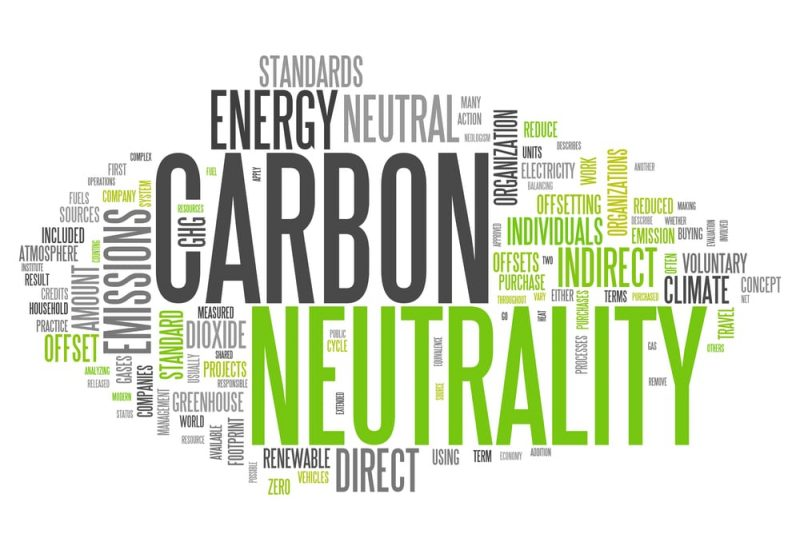 STANDARDS
ENERGY
NEUTRAL
MANY
ACTION
NEOLOGISM
ORGANIZATION
REDUCE
DESCRIBES
UNITS
ELECTRICITY
BALANCING
WORK
ORGANIZATIONS
ANOTHER
COMPLEX
FIRST
OPERATIONS
FUEL
APPLY
CARBON
FUELS
COMPANY
SYSTEM
SOURCES
RESOURCES
GHG
EMISSIONS
OFFSETTING
REDUCED
MAKING
DESCRIBE
WHETHER
INDIVIDUALS
EMISSION
BUYING
EVALUATION
INVOLVED
APPROVED
INCLUDED
COMING
ATMOSPHERE
INSTITUTE
RESULT
AMOUNT
CREDITS
HOUSEHOLD
PRACTICE
OFFSETS
TWO
INDIRECT
OFTEN
VOLUNTARY
PURCHASE
THROUGHOUT
VARY
EITHER
TERMS
PURCHASED
CLIMATE
CONCEPT
NET
PURCHASES
GO
HEAT
TRAVEL
OFFSET
STANDARD
MEASURED
DIOXIDE
PUBLIC
CYCLE
EQUIVALENCE
NEUTRALITY
PROCESSES
GAS
OTHERS
ANALYZING
RELEASED
GASES
COMPANIES
USUALLY
SHARED
PROJECTS
RESPONSIBLE
SOURCE
REMOVE
MODERN
STATUS
MANAGEMENT
GREENHOUSE
EXTENDED
WORLD
RESOURCE
AVAILABLE
FOOTPRINT
POSSIBLE
RENEWABLE
DIRECT
USING
TERM
ECONOMY
ADDITION
ZERO
VEHICLES